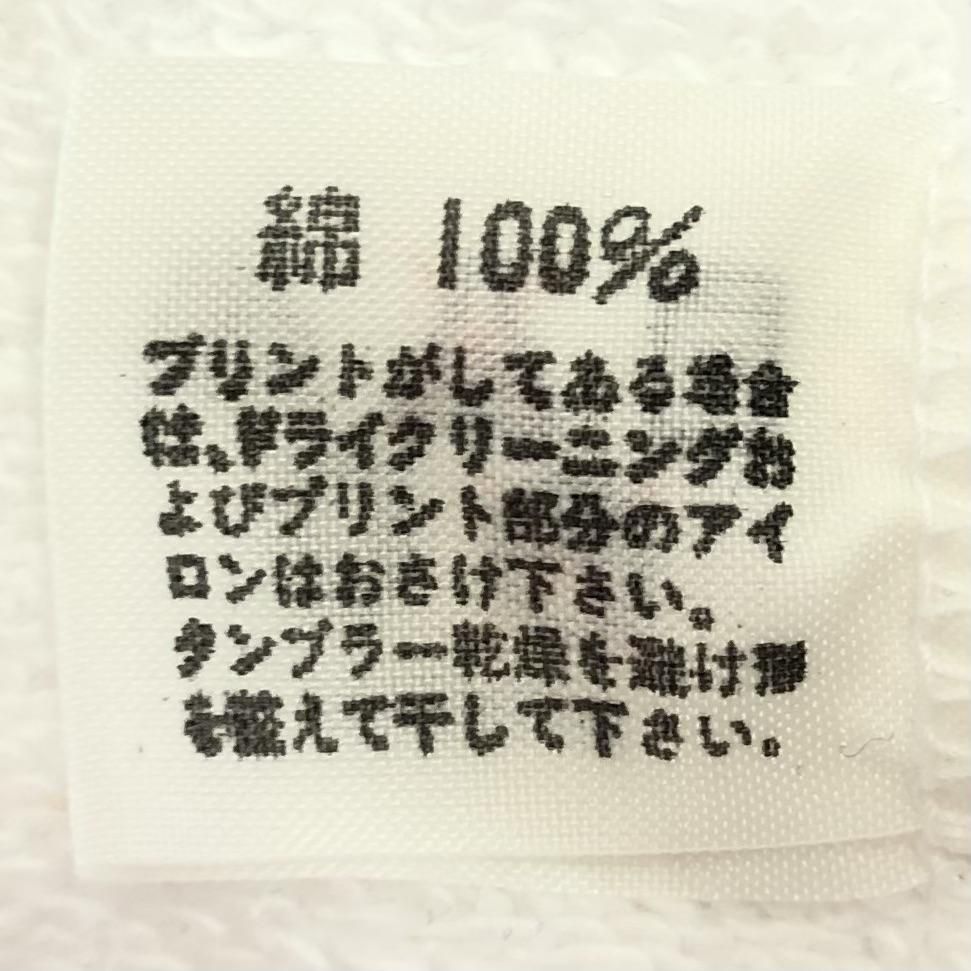 綿 100%
プリントがしてある場合
は、ドライクリーニングお
よびプリント部分のアイ
ロンはおさけ下さい。
タンブラー乾燥を避け形
を整えて干して下さい。